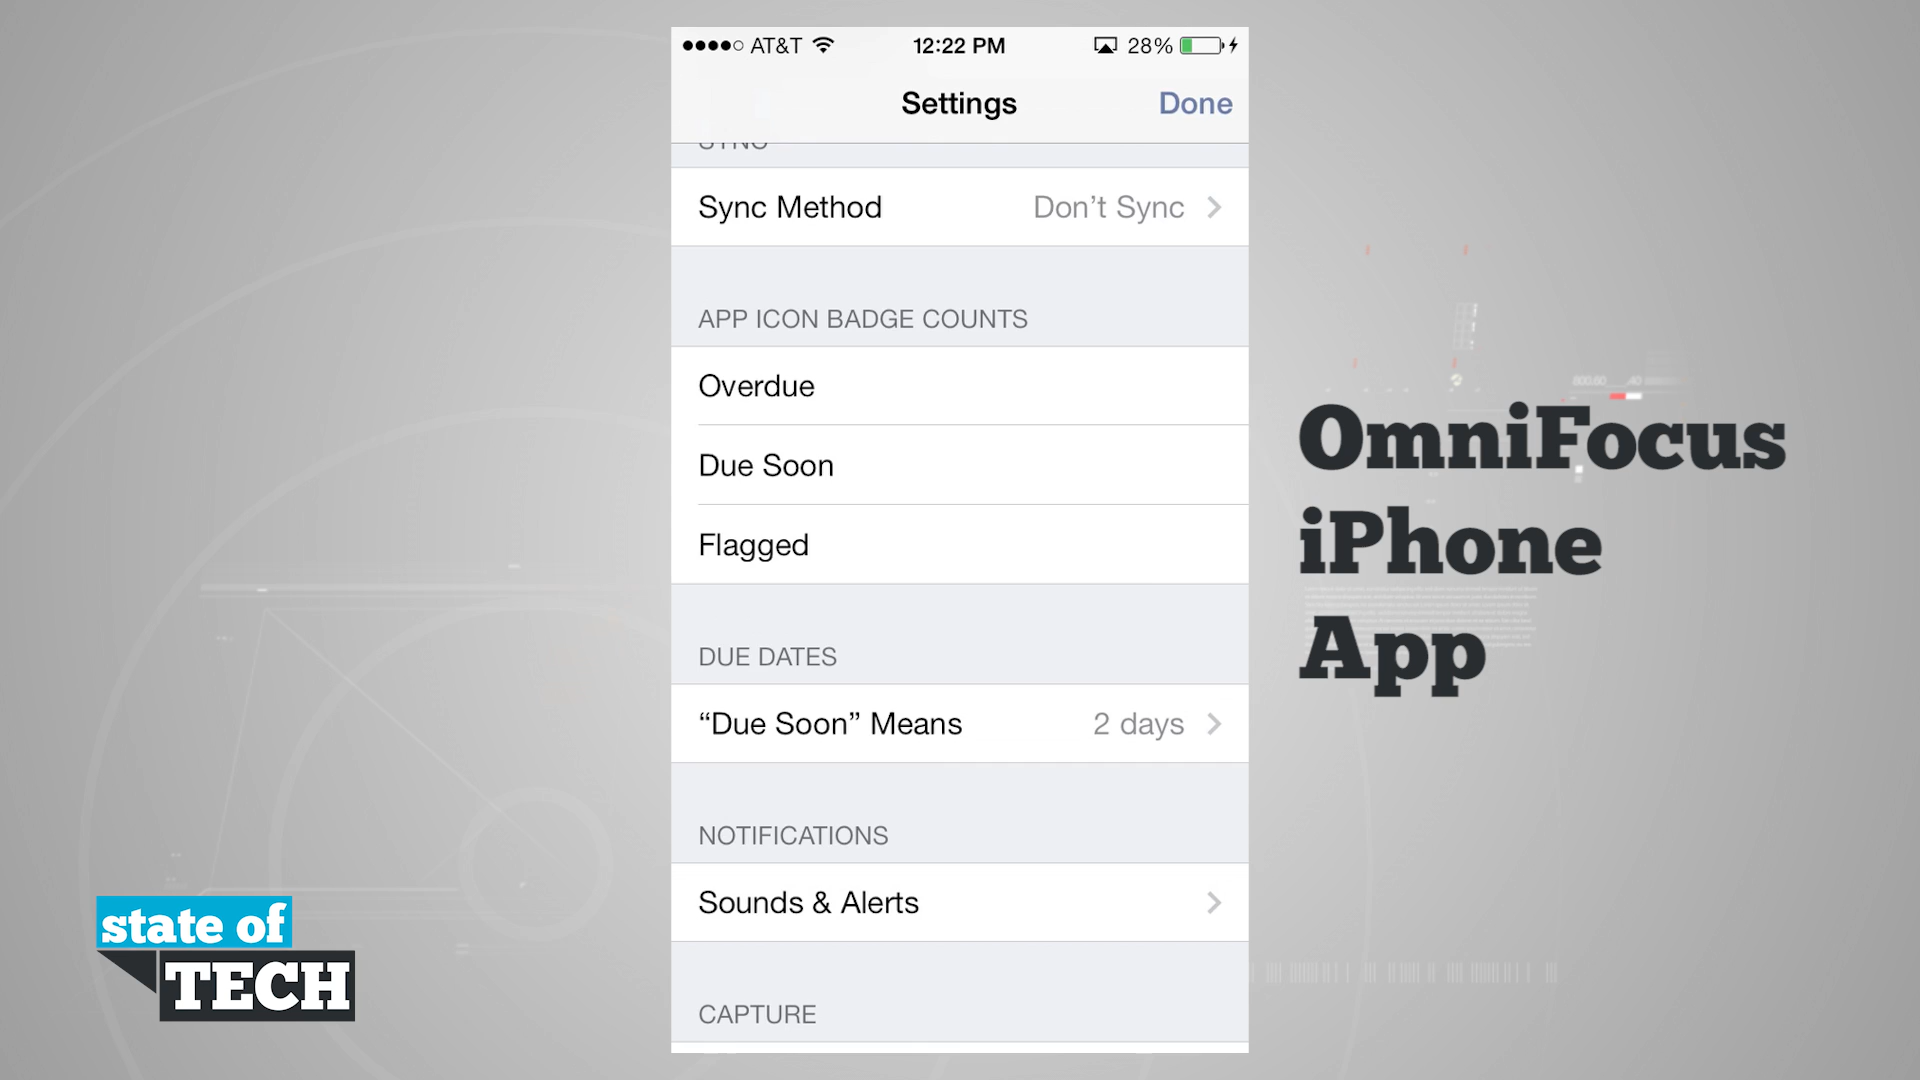 AT&T 12:22 PM 28%
Settings Done
SYNC
Sync Method Don’t Sync
APP ICON BADGE COUNTS
Overdue
Due Soon
Flagged
DUE DATES
“Due Soon” Means 2 days
NOTIFICATIONS
Sounds & Alerts
CAPTURE
OmniFocus
iPhone
App
state of
TECH